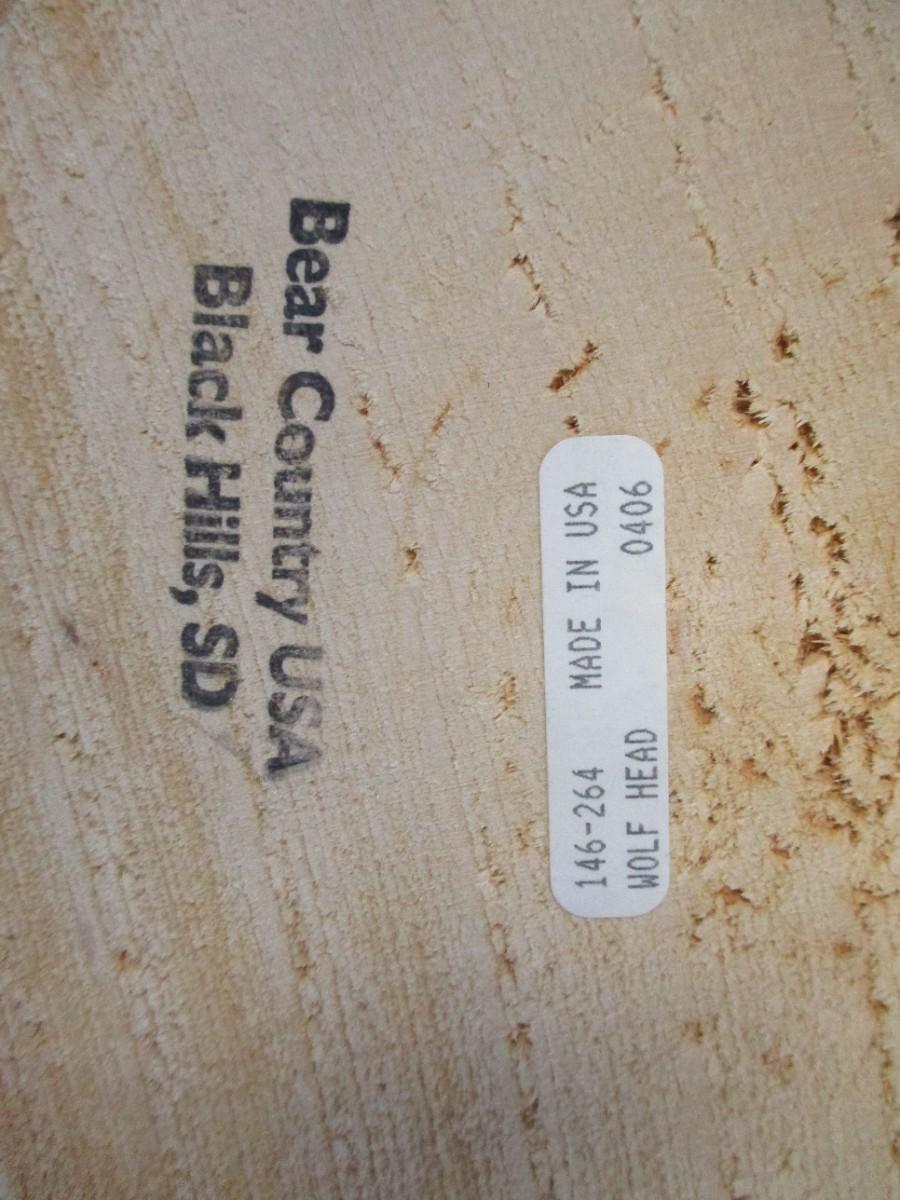 Bear Country USA
Black Hills, SD
146-264 MADE IN USA
WOLF HEAD 0406